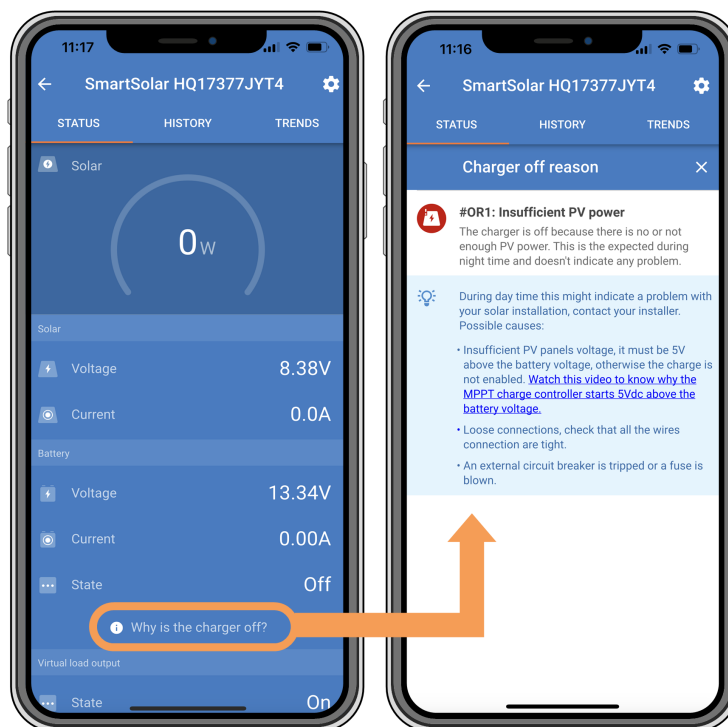 11:17
SmartSolar HQ17377JYT4
STATUS HISTORY TRENDS
Solar
0W
Solar
Voltage 8.38V
Current 0.0A
Battery
Voltage 13.34V
Current 0.00A
State Off
Why is the charger off?
Virtual load output
State On
11:16
SmartSolar HQ17377JYT4
STATUS HISTORY TRENDS
Charger off reason
#OR1: Insufficient PV power
The charger is off because there is no or not
enough PV power. This is the expected during
night time and doesn't indicate any problem.
During day time this might indicate a problem with
your solar installation, contact your installer.
Possible causes:
• Insufficient PV panels voltage, it must be 5V
above the battery voltage, otherwise the charge is
not enabled. Watch this video to know why the
MPPT charge controller starts 5Vdc above the
battery voltage.
• Loose connections, check that all the wires
connection are tight.
• An external circuit breaker is tripped or a fuse is
blown.